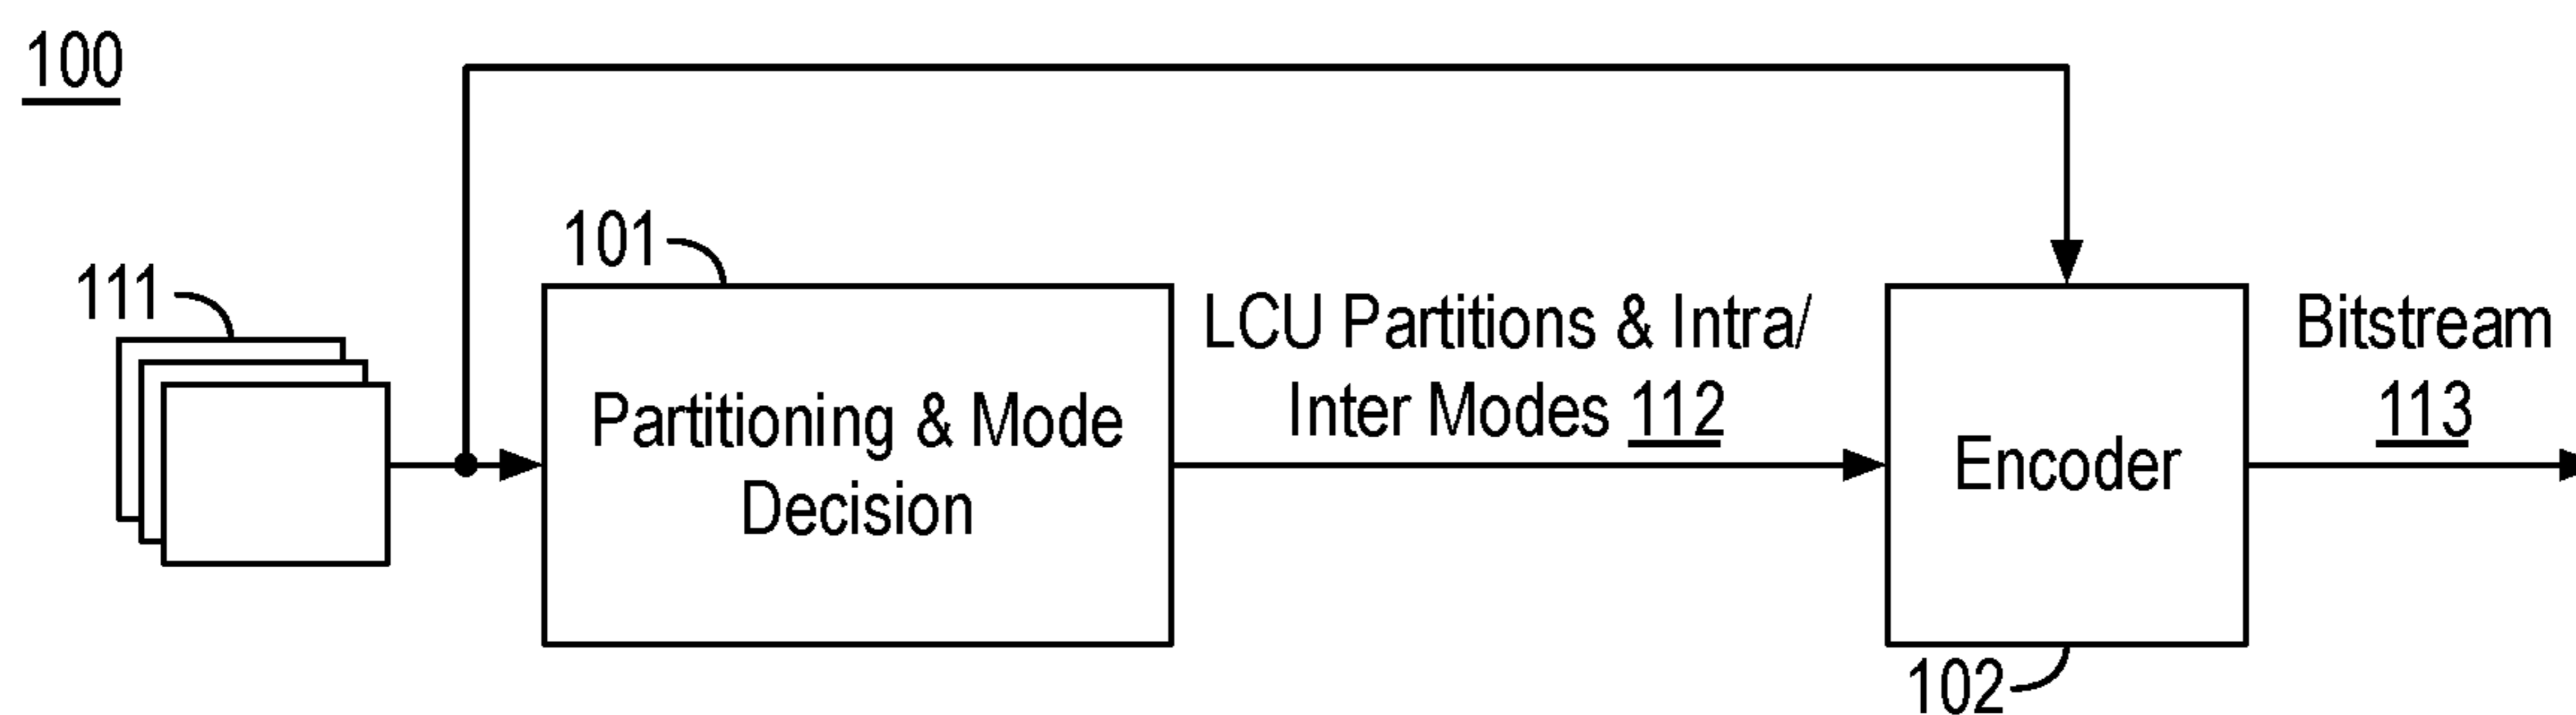 100
101
111
LCU Partitions & Intra/
Inter Modes 112
Bitstream
113
Partitioning & Mode
Decision
Encoder
102